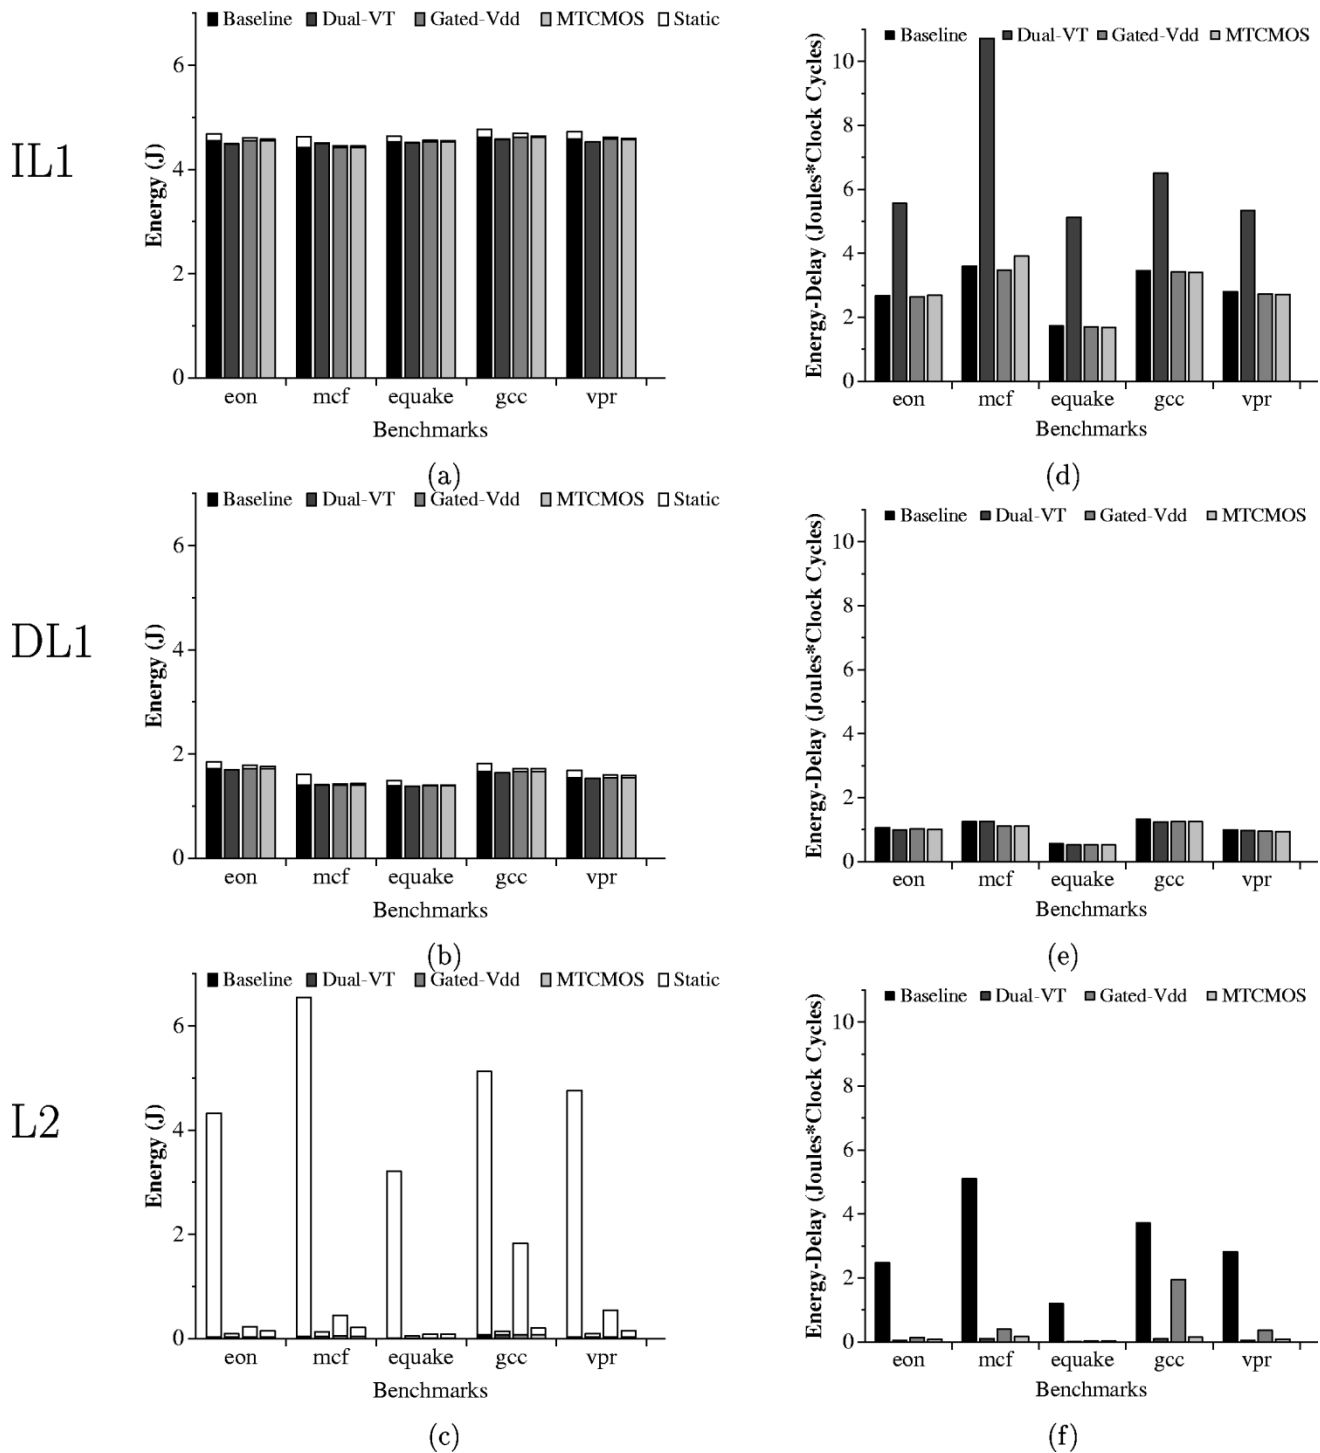 IL1
Baseline Dual-VT Gated-Vdd MTCMOS Static
Energy (J)
6
4
2
0
eon mcf equake gcc vpr
Benchmarks
(a)
Baseline Dual-VT Gated-Vdd MTCMOS
Energy-Delay (Joules*Clock Cycles)
10
8
6
4
2
0
eon mcf equake gcc vpr
Benchmarks
(d)
DL1
Baseline Dual-VT Gated-Vdd MTCMOS Static
Energy (J)
6
4
2
0
eon mcf equake gcc vpr
Benchmarks
(b)
Baseline Dual-VT Gated-Vdd MTCMOS
Energy-Delay (Joules*Clock Cycles)
10
8
6
4
2
0
eon mcf equake gcc vpr
Benchmarks
(e)
L2
Baseline Dual-VT Gated-Vdd MTCMOS Static
Energy (J)
6
4
2
0
eon mcf equake gcc vpr
Benchmarks
(c)
Baseline Dual-VT Gated-Vdd MTCMOS
Energy-Delay (Joules*Clock Cycles)
10
8
6
4
2
0
eon mcf equake gcc vpr
Benchmarks
(f)